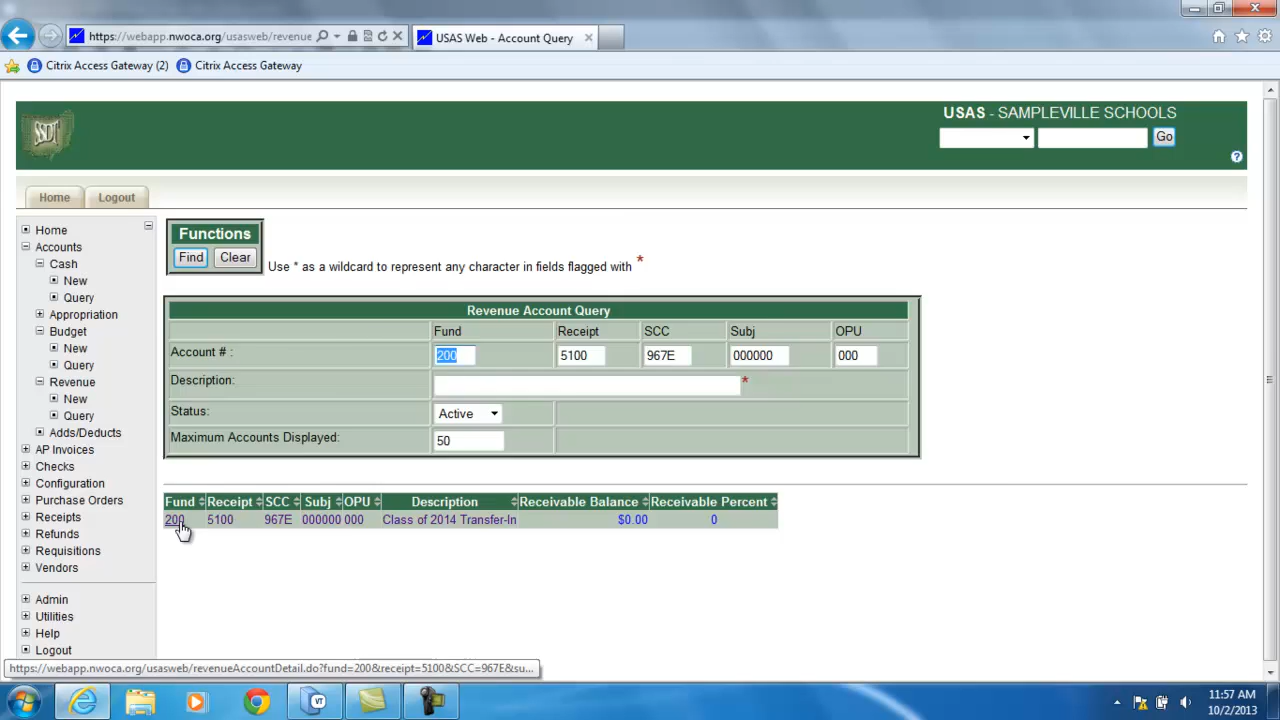 https://webapp.nwoca.org/usasweb/revenue
USAS Web - Account Query
Citrix Access Gateway (2)
Citrix Access Gateway
SSDT
USAS - SAMPLEVILLE SCHOOLS
Go
Home
Logout
Home
Accounts
Cash
New
Query
Appropriation
Budget
New
Query
Revenue
New
Query
Adds/Deducts
AP Invoices
Checks
Configuration
Purchase Orders
Receipts
Refunds
Requisitions
Vendors
Admin
Utilities
Help
Logout
Functions
Find Clear
Use * as a wildcard to represent any character in fields flagged with *
Revenue Account Query
Fund Receipt SCC Subj OPU
Account # : 200 5100 967E 000000 000
Description: *
Status: Active
Maximum Accounts Displayed: 50
Fund Receipt SCC Subj OPU Description Receivable Balance Receivable Percent
200 5100 967E 000000 000 Class of 2014 Transfer-In $0.00 0
https://webapp.nwoca.org/usasweb/revenueAccountDetail.do?fund=200&receipt=5100&SCC=967E&su...
VT
11:57 AM
10/2/2013